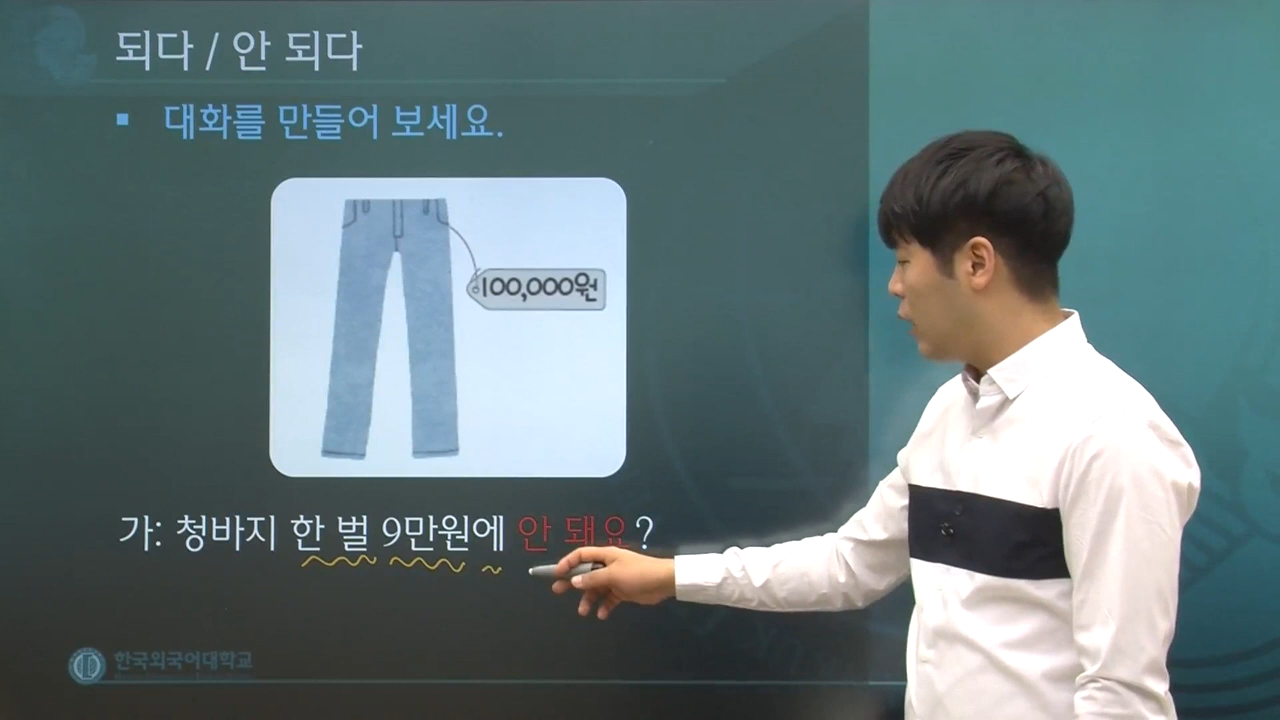 되다 / 안 되다
▪ 대화를 만들어 보세요.
100,000원
가: 청바지 한 벌 9만원에 안 돼요?
한국외국어대학교